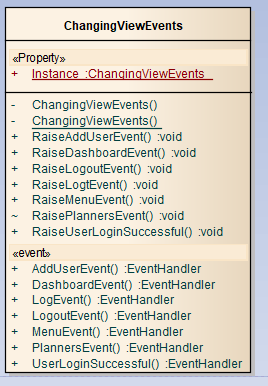 ChangingViewEvents
«Property»
+ Instance :ChangingViewEvents
- ChangingViewEvents()
- ChangingViewEvents()
+ RaiseAddUserEvent() :void
+ RaiseDashboardEvent() :void
+ RaiseLogoutEvent() :void
+ RaiseLogtEvent() :void
+ RaiseMenuEvent() :void
~ RaisePlannersEvent() :void
+ RaiseUserLoginSuccessful() :void
«event»
+ AddUserEvent() :EventHandler
+ DashboardEvent() :EventHandler
+ LogEvent() :EventHandler
+ LogoutEvent() :EventHandler
+ MenuEvent() :EventHandler
+ PlannersEvent() :EventHandler
+ UserLoginSuccessful() :EventHandler